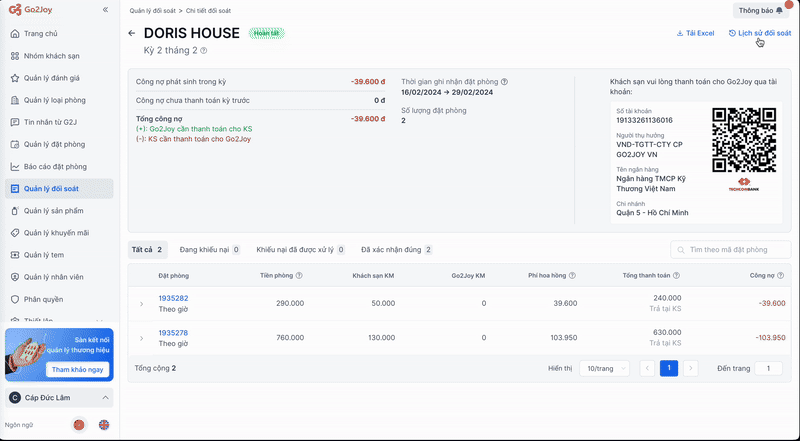 Go2Joy
Quản lý đối soát > Chi tiết đối soát
Thông báo
Trang chủ
Nhóm khách sạn
Quản lý đánh giá
Quản lý loại phòng
Tin nhắn từ G2J
Quản lý đặt phòng
Báo cáo đặt phòng
Quản lý đối soát
Quản lý sản phẩm
Quản lý khuyến mãi
Quản lý tem
Quản lý nhân viên
Phân quyền
Thiết lập
Sàn kết nối
quản lý thương hiệu
Tham khảo ngay
C Cáp Đức Lâm
Ngôn ngữ
DORIS HOUSE Hoàn tất
Kỳ 2 tháng 2
Tải Excel
Lịch sử đối soát
Công nợ phát sinh trong kỳ -39.600 đ
Công nợ chưa thanh toán kỳ trước 0 đ
Tổng công nợ -39.600 đ
(+): Go2Joy cần thanh toán cho KS
(-): KS cần thanh toán cho Go2Joy
Thời gian ghi nhận đặt phòng
16/02/2024 → 29/02/2024
Số lượng đặt phòng
2
Khách sạn vui lòng thanh toán cho Go2Joy qua tài
khoản:
Số tài khoản
19133261136016
Người thụ hưởng
VND-TGTT-CTY CP
GO2JOY VN
Tên ngân hàng
Ngân hàng TMCP Kỹ
Thương Việt Nam
Chi nhánh
Quận 5 - Hồ Chí Minh
TECHCOMBANK
Tất cả 2
Đang khiếu nại 0
Khiếu nại đã được xử lý 0
Đã xác nhận đúng 2
Tìm theo mã đặt phòng
Đặt phòng Tiền phòng Khách sạn KM Go2Joy KM Phí hoa hồng Tổng thanh toán Công nợ
1935282 290.000 50.000 0 39.600 240.000 -39.600
Theo giờ Trả tại KS
1935278 760.000 130.000 0 103.950 630.000 -103.950
Theo giờ Trả tại KS
Tổng cộng 2
Hiển thị 10/trang 1 Đến trang 1